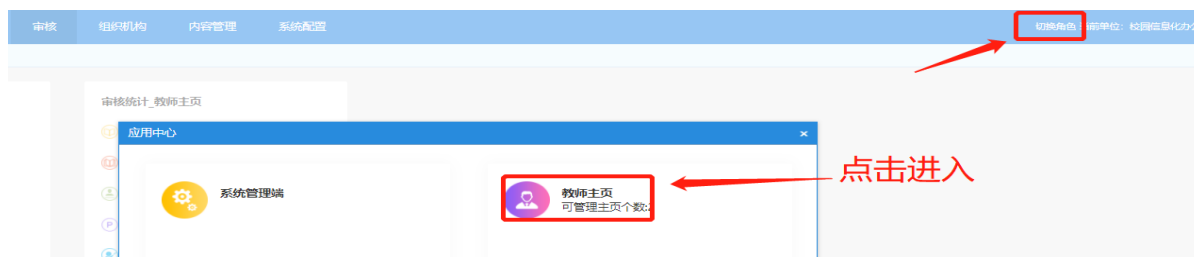 审核 组织机构 内容管理 系统配置 切换角色 当前单位：校园信息化办
审核统计_教师主页
应用中心 ×
系统管理端 教师主页
可管理主页个数:2
点击进入
P